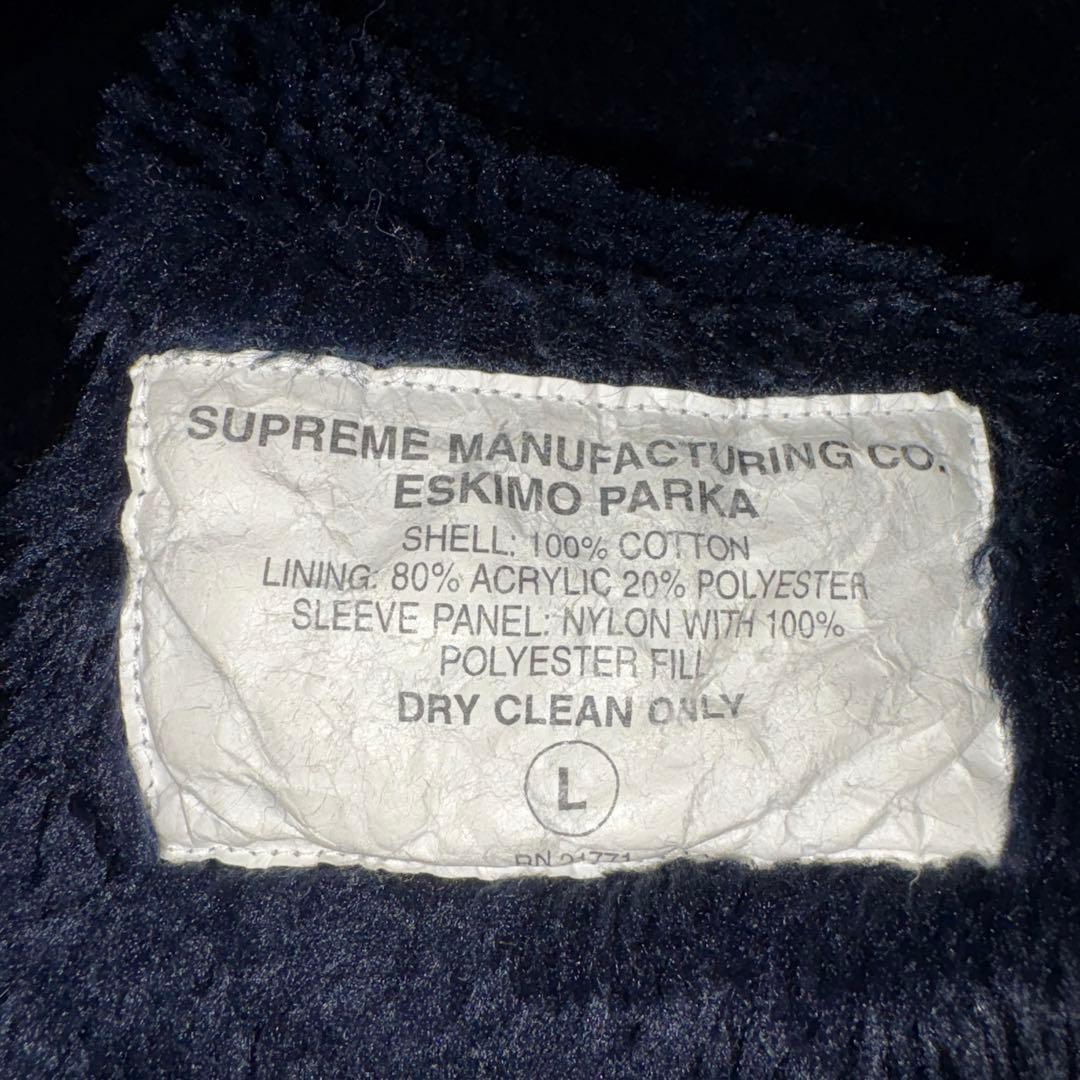 SUPREME MANUFACTURING CO.
ESKIMO PARKA
SHELL: 100% COTTON
LINING: 80% ACRYLIC 20% POLYESTER
SLEEVE PANEL: NYLON WITH 100%
POLYESTER FILL
DRY CLEAN ONLY
L
RN